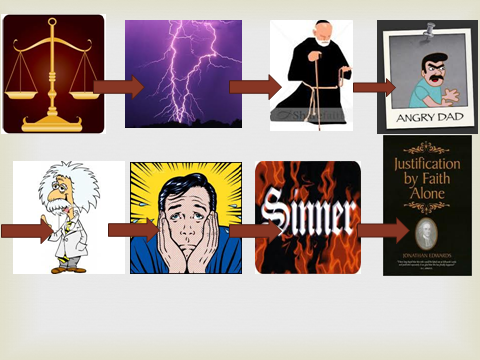 ANGRY DAD
Sinner
Justification
by Faith
Alone
JONATHAN EDWARDS